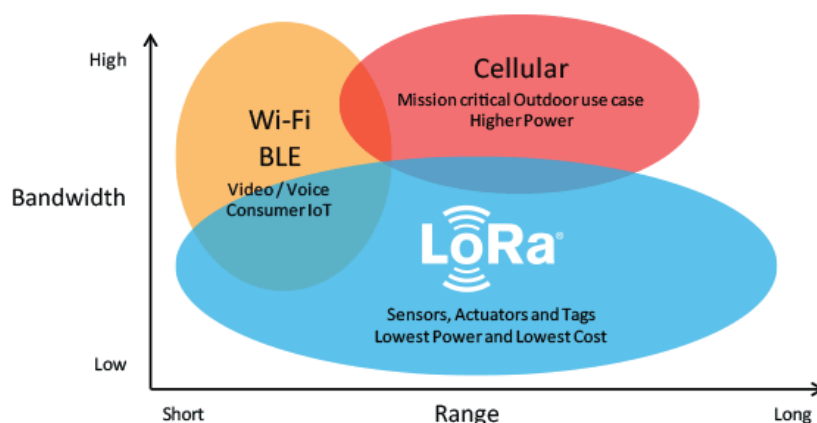 High
Cellular
Mission critical Outdoor use case
Higher Power
Wi-Fi
BLE
Video / Voice
Consumer IoT
Bandwidth
LoRa®
Sensors, Actuators and Tags
Lowest Power and Lowest Cost
Low
Short
Range
Long